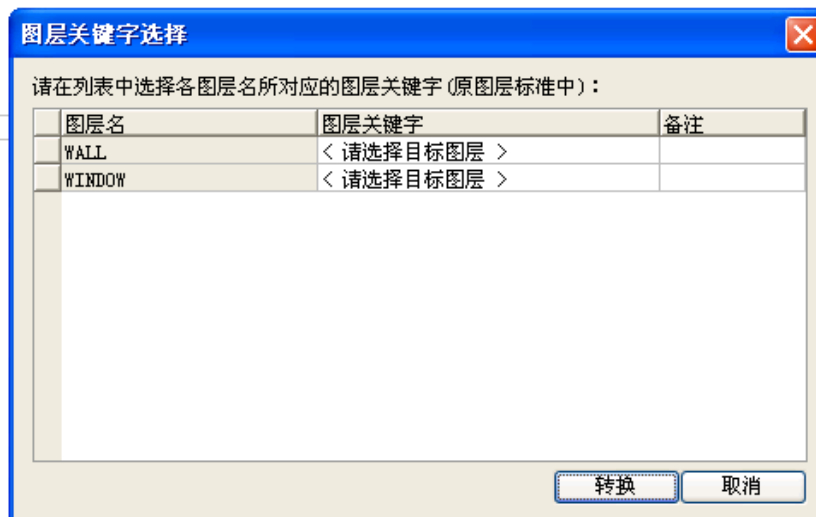 图层关键字选择
请在列表中选择各图层名所对应的图层关键字(原图层标准中):
图层名 图层关键字 备注
WALL < 请选择目标图层 >
WINDOW < 请选择目标图层 >
转换 取消